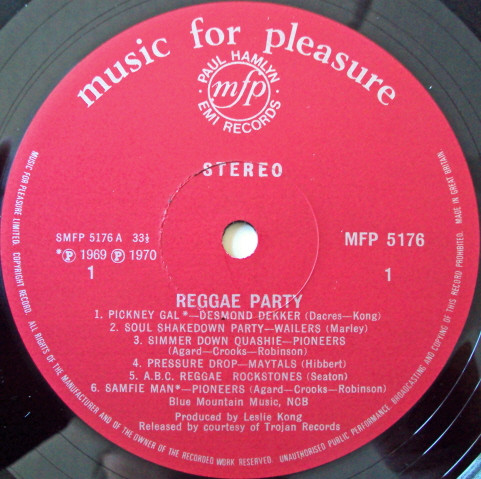 music for pleasure
PAUL HAMLYN
mfp
EMI RECORDS
STEREO
SMFP 5176 A 33⅓
*Ⓟ 1969 Ⓟ 1970
1
MFP 5176
1
REGGAE PARTY
1. PICKNEY GAL *—DESMOND DEKKER (Dacres—Kong)
2. SOUL SHAKEDOWN PARTY—WAILERS (Marley)
3. SIMMER DOWN QUASHIE—PIONEERS
(Agard—Crooks—Robinson)
4. PRESSURE DROP—MAYTALS (Hibbert)
5. A.B.C. REGGAE ROCKSTONES (Seaton)
6. SAMFIE MAN*—PIONEERS (Agard—Crooks—Robinson)
Blue Mountain Music, NCB
Produced by Leslie Kong
Released by courtesy of Trojan Records
MUSIC FOR PLEASURE LIMITED. COPYRIGHT RECORD. ALL RIGHTS OF THE MANUFACTURER AND OF THE OWNER OF THE RECORDED WORK RESERVED. UNAUTHORISED PUBLIC PERFORMANCE, BROADCASTING AND COPYING OF THIS RECORD PROHIBITED. MADE IN GREAT BRITAIN.